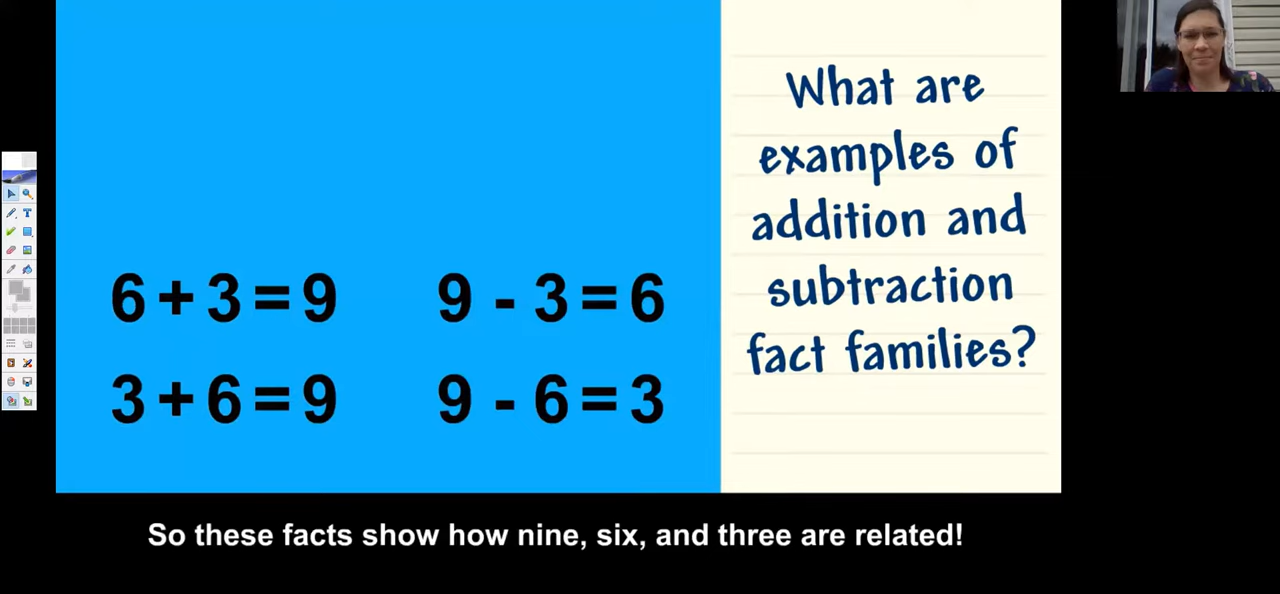 What are
examples of
addition and
subtraction
fact families?
6 + 3 = 9 9 - 3 = 6
3 + 6 = 9 9 - 6 = 3
So these facts show how nine, six, and three are related!